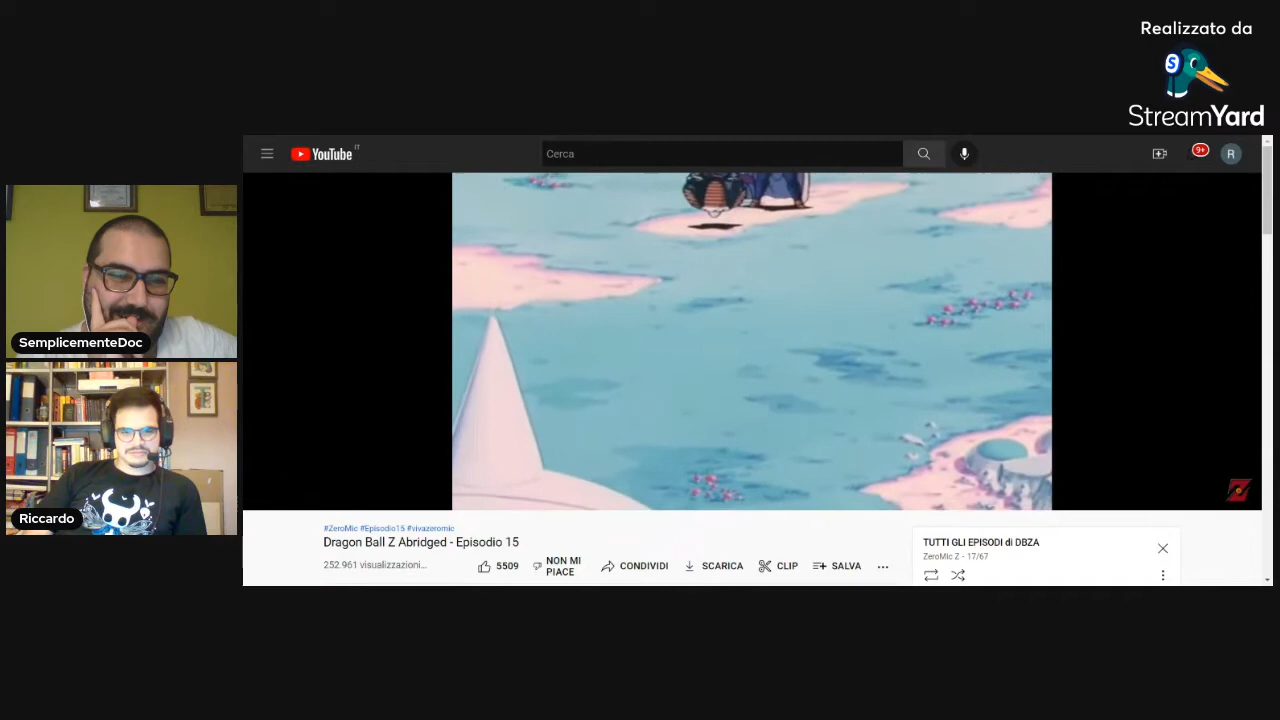 Realizzato da
StreamYard
YouTube IT
Cerca
9+
R
SemplicementeDoc
Riccardo
#ZeroMic #Episodio15 #vivazeromic
Dragon Ball Z Abridged - Episodio 15
252.961 visualizzazioni...
5509
NON MI
PIACE
CONDIVIDI
SCARICA
CLIP
SALVA
TUTTI GLI EPISODI di DBZA
ZeroMic Z - 17/67